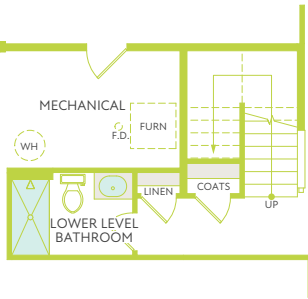 MECHANICAL
F.D.
FURN
WH
LINEN
COATS
UP
LOWER LEVEL
BATHROOM